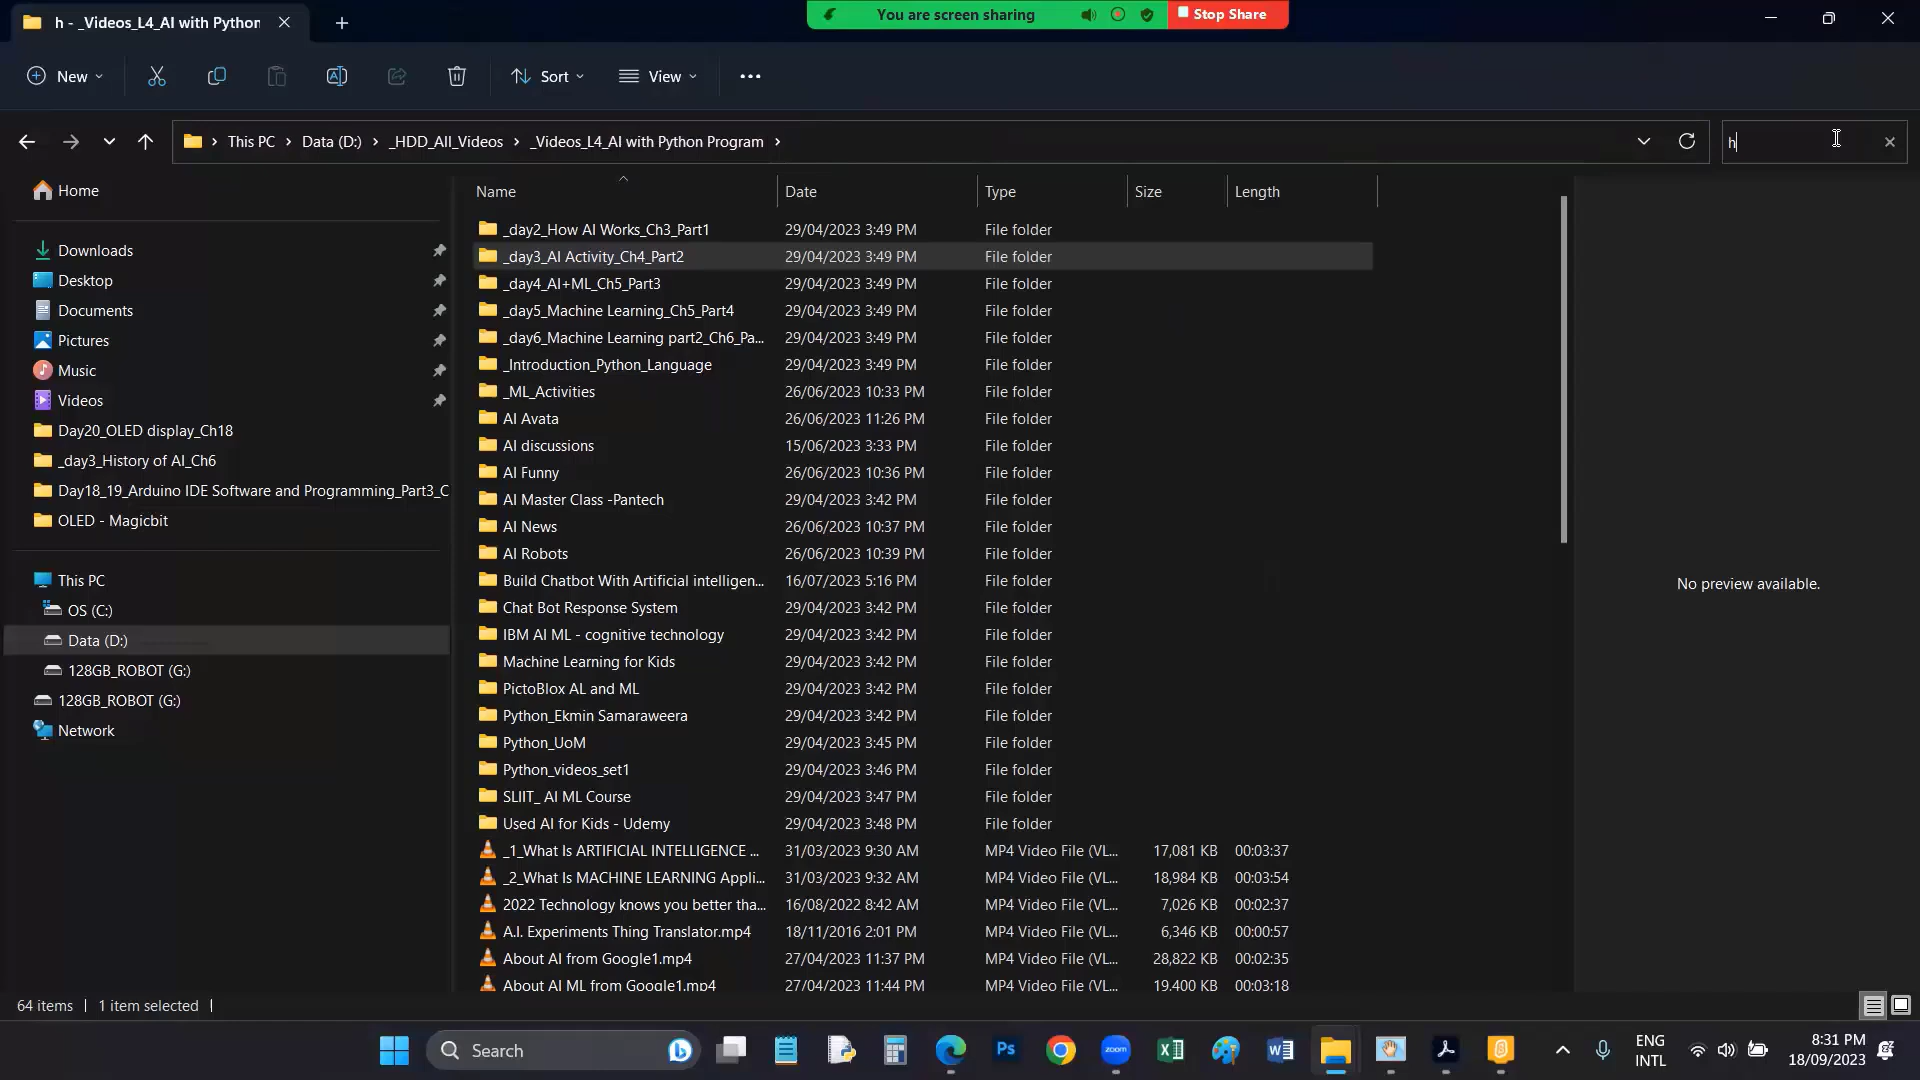 h - _Videos_L4_AI with Python
You are screen sharing
Stop Share
New
Sort
View
This PC
Data (D:)
_HDD_All_Videos
_Videos_L4_AI with Python Program
h
Home
Downloads
Desktop
Documents
Pictures
Music
Videos
Day20_OLED display_Ch18
_day3_History of AI_Ch6
Day18_19_Arduino IDE Software and Programming_Part3_C
OLED - Magicbit
This PC
OS (C:)
Data (D:)
128GB_ROBOT (G:)
128GB_ROBOT (G:)
Network
Name Date Type Size Length
_day2_How AI Works_Ch3_Part1 29/04/2023 3:49 PM File folder
_day3_AI Activity_Ch4_Part2 29/04/2023 3:49 PM File folder
_day4_AI+ML_Ch5_Part3 29/04/2023 3:49 PM File folder
_day5_Machine Learning_Ch5_Part4 29/04/2023 3:49 PM File folder
_day6_Machine Learning part2_Ch6_Pa... 29/04/2023 3:49 PM File folder
_Introduction_Python_Language 29/04/2023 3:49 PM File folder
_ML_Activities 26/06/2023 10:33 PM File folder
AI Avata 26/06/2023 11:26 PM File folder
AI discussions 15/06/2023 3:33 PM File folder
AI Funny 26/06/2023 10:36 PM File folder
AI Master Class -Pantech 29/04/2023 3:42 PM File folder
AI News 26/06/2023 10:37 PM File folder
AI Robots 26/06/2023 10:39 PM File folder
Build Chatbot With Artificial intelligen... 16/07/2023 5:16 PM File folder
Chat Bot Response System 29/04/2023 3:42 PM File folder
IBM AI ML - cognitive technology 29/04/2023 3:42 PM File folder
Machine Learning for Kids 29/04/2023 3:42 PM File folder
PictoBlox AL and ML 29/04/2023 3:42 PM File folder
Python_Ekmin Samaraweera 29/04/2023 3:42 PM File folder
Python_UoM 29/04/2023 3:45 PM File folder
Python_videos_set1 29/04/2023 3:46 PM File folder
SLIIT_ AI ML Course 29/04/2023 3:47 PM File folder
Used AI for Kids - Udemy 29/04/2023 3:48 PM File folder
_1_What Is ARTIFICIAL INTELLIGENCE ... 31/03/2023 9:30 AM MP4 Video File (VL... 17,081 KB 00:03:37
_2_What Is MACHINE LEARNING Appli... 31/03/2023 9:32 AM MP4 Video File (VL... 18,984 KB 00:03:54
2022 Technology knows you better tha... 16/08/2022 8:42 AM MP4 Video File (VL... 7,026 KB 00:02:37
A.I. Experiments Thing Translator.mp4 18/11/2016 2:01 PM MP4 Video File (VL... 6,346 KB 00:00:57
About AI from Google1.mp4 27/04/2023 11:37 PM MP4 Video File (VL... 28,822 KB 00:02:35
About AI ML from Google1.mp4 27/04/2023 11:44 PM MP4 Video File (VL... 19,400 KB 00:03:18
No preview available.
64 items
1 item selected
Search
Ps
zoom
ENG
INTL
8:31 PM
18/09/2023